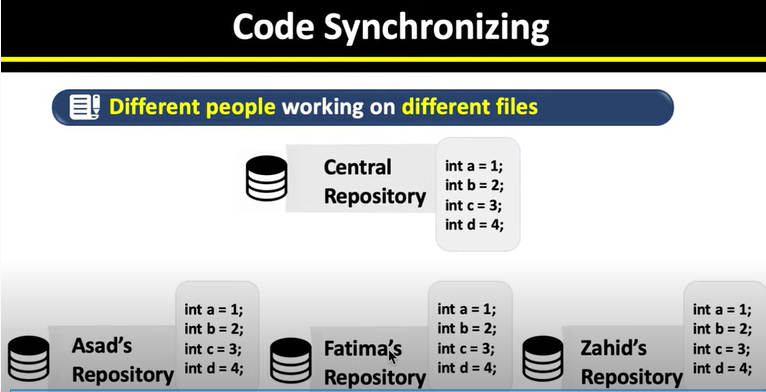 Code Synchronizing
Different people working on different files
Central
Repository
int a = 1;
int b = 2;
int c = 3;
int d = 4;
Asad's
Repository
int a = 1;
int b = 2;
int c = 3;
int d = 4;
Fatima's
Repository
int a = 1;
int b = 2;
int c = 3;
int d = 4;
Zahid's
Repository
int a = 1;
int b = 2;
int c = 3;
int d = 4;